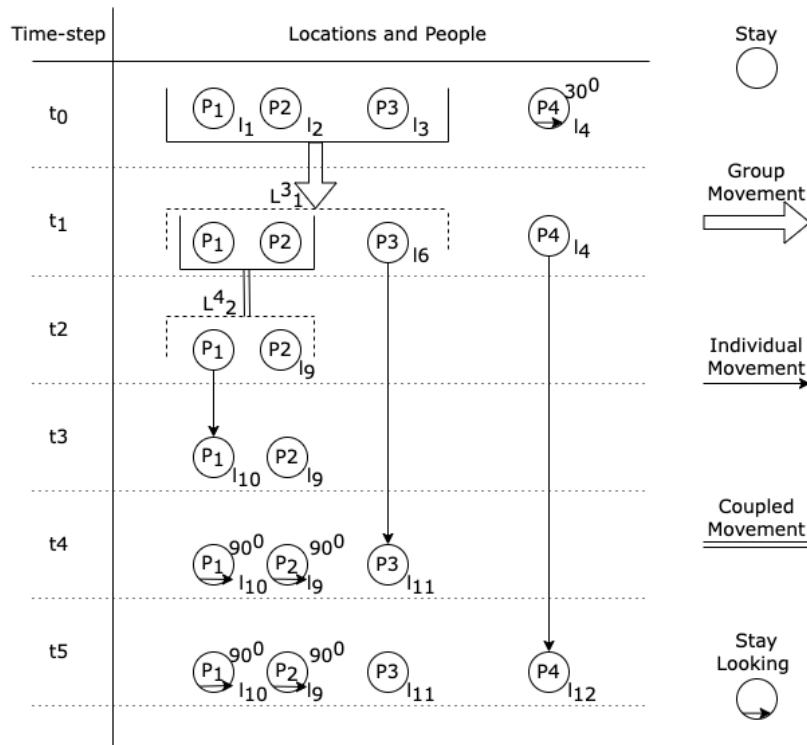 Time-step Locations and People Stay
t₀ P₁ l₁ P2 l₂ P3 l₃ P4 30⁰ l₄
Group
Movement
L³₁
t₁ P₁ P2 P3 l₆ P4 l₄
L⁴₂
t2 P₁ P2 l₉
Individual
Movement
t3 P₁ l₁₀ P2 l₉
Coupled
Movement
t4 P₁ 90⁰ l₁₀ P₂ 90⁰ l₉ P3 l₁₁
Stay
Looking
t5 P₁ 90⁰ l₁₀ P₂ 90⁰ l₉ P3 l₁₁ P4 l₁₂